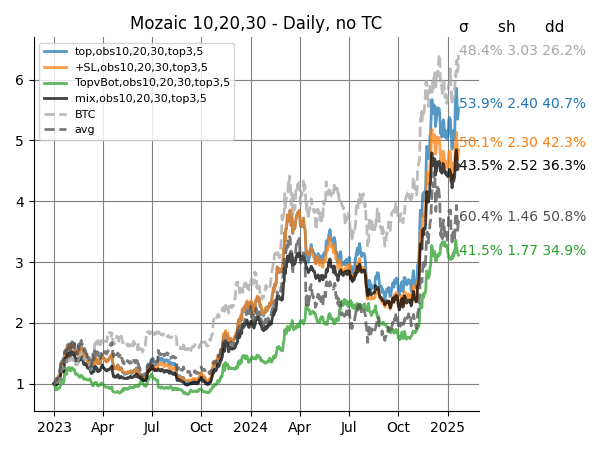 Mozaic 10,20,30 - Daily, no TC
σ sh dd
top,obs10,20,30,top3,5
+SL,obs10,20,30,top3,5
TopvBot,obs10,20,30,top3,5
mix,obs10,20,30,top3,5
BTC
avg
48.4% 3.03 26.2%
53.9% 2.40 40.7%
50.1% 2.30 42.3%
43.5% 2.52 36.3%
60.4% 1.46 50.8%
41.5% 1.77 34.9%
6
5
4
3
2
1
2023 Apr Jul Oct 2024 Apr Jul Oct 2025